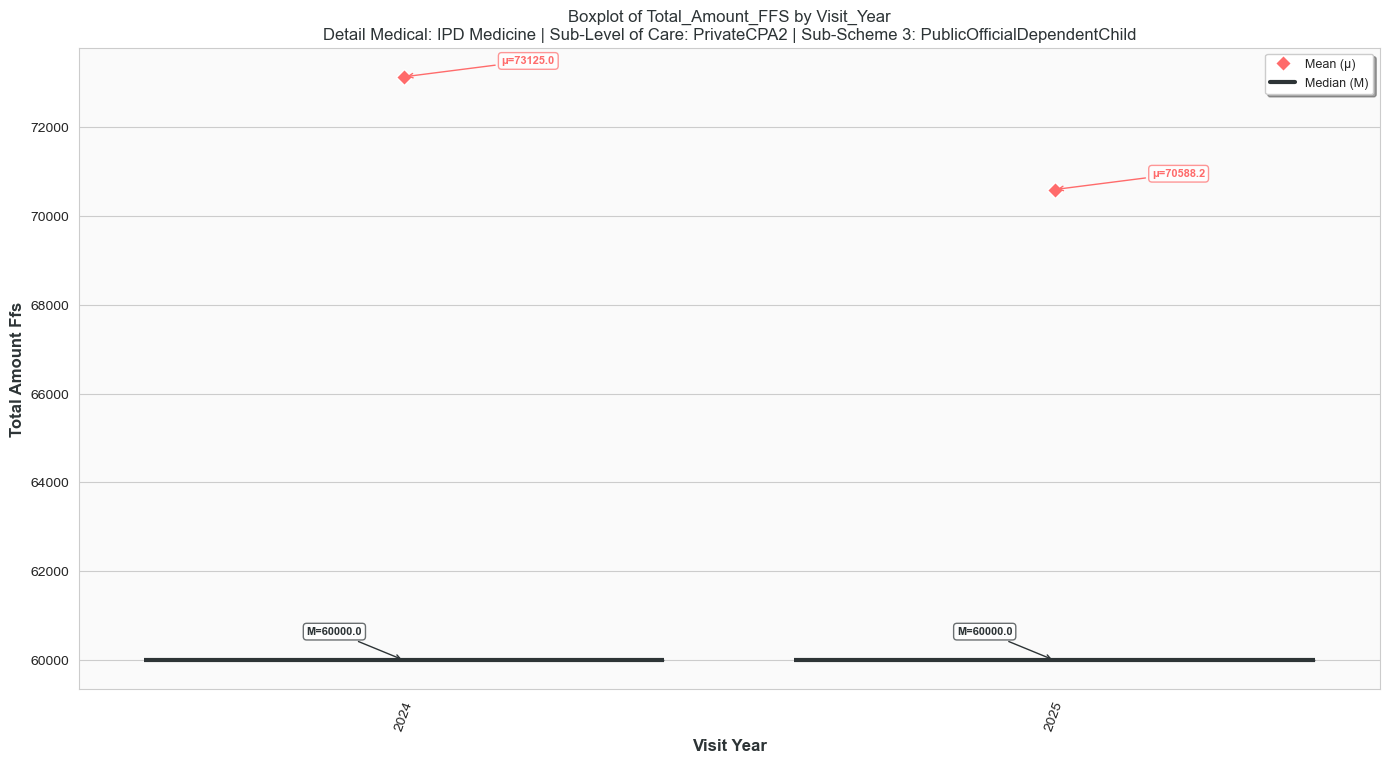 Boxplot of Total_Amount_FFS by Visit_Year
Detail Medical: IPD Medicine | Sub-Level of Care: PrivateCPA2 | Sub-Scheme 3: PublicOfficialDependentChild
μ=73125.0
Mean (μ)
Median (M)
72000
μ=70588.2
70000
68000
66000
64000
62000
M=60000.0
M=60000.0
60000
Total Amount Ffs
2024
2025
Visit Year